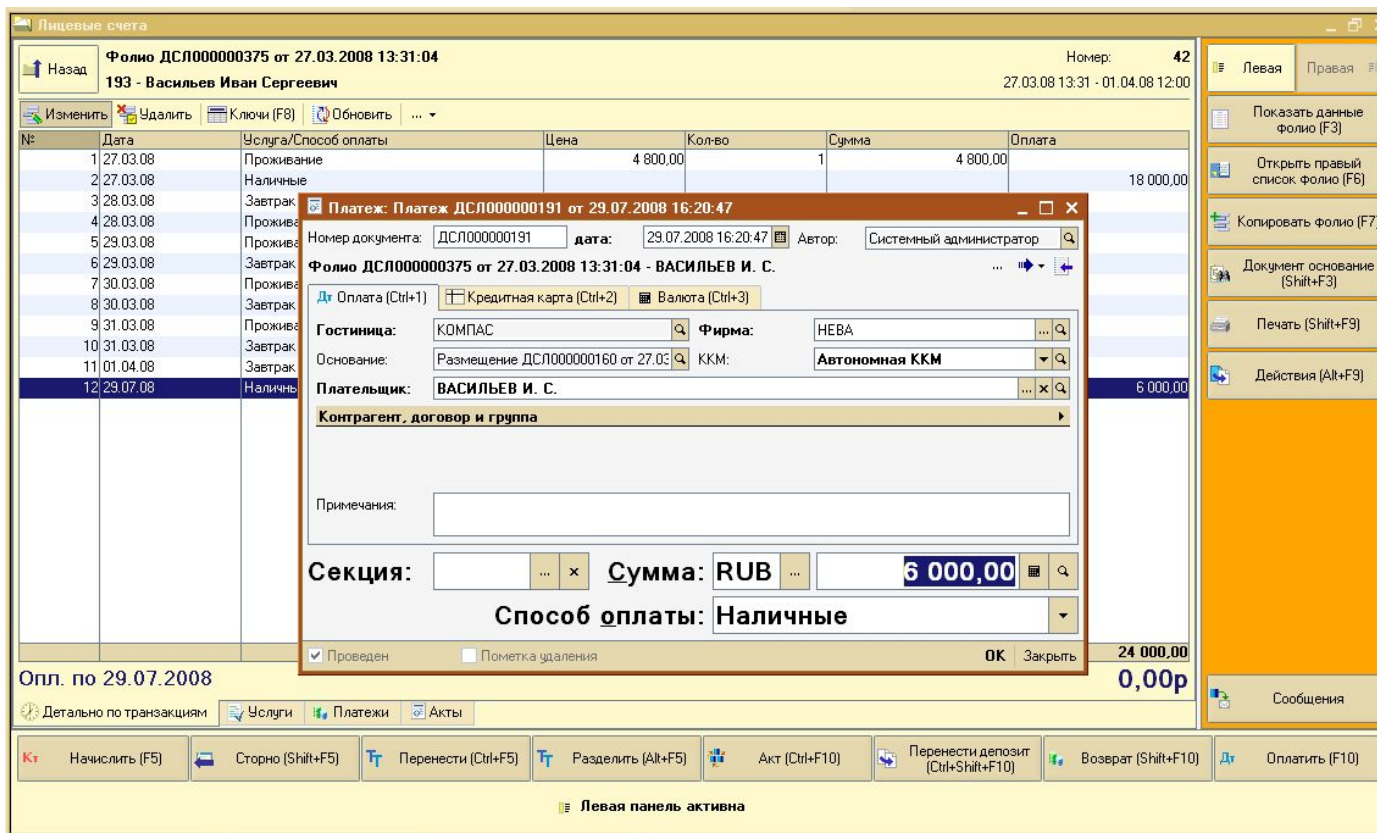 Лицевые счета
Назад
Фолио ДСЛ000000375 от 27.03.2008 13:31:04
Номер: 42
193 - Васильев Иван Сергеевич
27.03.08 13:31 - 01.04.08 12:00
Изменить Удалить Ключи (F8) Обновить ...
№ Дата Услуга/Способ оплаты Цена Кол-во Сумма Оплата
1 27.03.08 Проживание 4 800,00 1 4 800,00
2 27.03.08 Наличные 18 000,00
3 28.03.08 Завтрак
4 28.03.08 Прожива
5 29.03.08 Прожива
6 29.03.08 Завтрак
7 30.03.08 Прожива
8 30.03.08 Завтрак
9 31.03.08 Прожива
10 31.03.08 Завтрак
11 01.04.08 Завтрак
12 29.07.08 Наличнь 6 000,00
24 000,00
Опл. по 29.07.2008 0,00р
Детально по транзакциям Услуги Платежи Акты
Платеж: Платеж ДСЛ000000191 от 29.07.2008 16:20:47
Номер документа: ДСЛ000000191 дата: 29.07.2008 16:20:47 Автор: Системный администратор
Фолио ДСЛ000000375 от 27.03.2008 13:31:04 - ВАСИЛЬЕВ И. С. ...
Дт Оплата (Ctrl+1) Кредитная карта (Ctrl+2) Валюта (Ctrl+3)
Гостиница: КОМПАС Фирма: НЕВА ...
Основание: Размещение ДСЛ000000160 от 27.03 ККМ: Автономная ККМ
Плательщик: ВАСИЛЬЕВ И. С. ... x
Контрагент, договор и группа
Примечания:
Секция: ... x Сумма: RUB ... 6 000,00
Способ оплаты: Наличные
Проведен Пометка удаления OK Закрыть
Левая Правая
Показать данные
фолио (F3)
Открыть правый
список фолио (F6)
Копировать фолио (F7)
Документ основание
(Shift+F3)
Печать (Shift+F9)
Действия (Alt+F9)
Сообщения
Кт Начислить (F5) Сторно (Shift+F5) Тт Перенести (Ctrl+F5) Тт Разделить (Alt+F5) Акт (Ctrl+F10) Перенести депозит (Ctrl+Shift+F10) Возврат (Shift+F10) Дт Оплатить (F10)
Левая панель активна